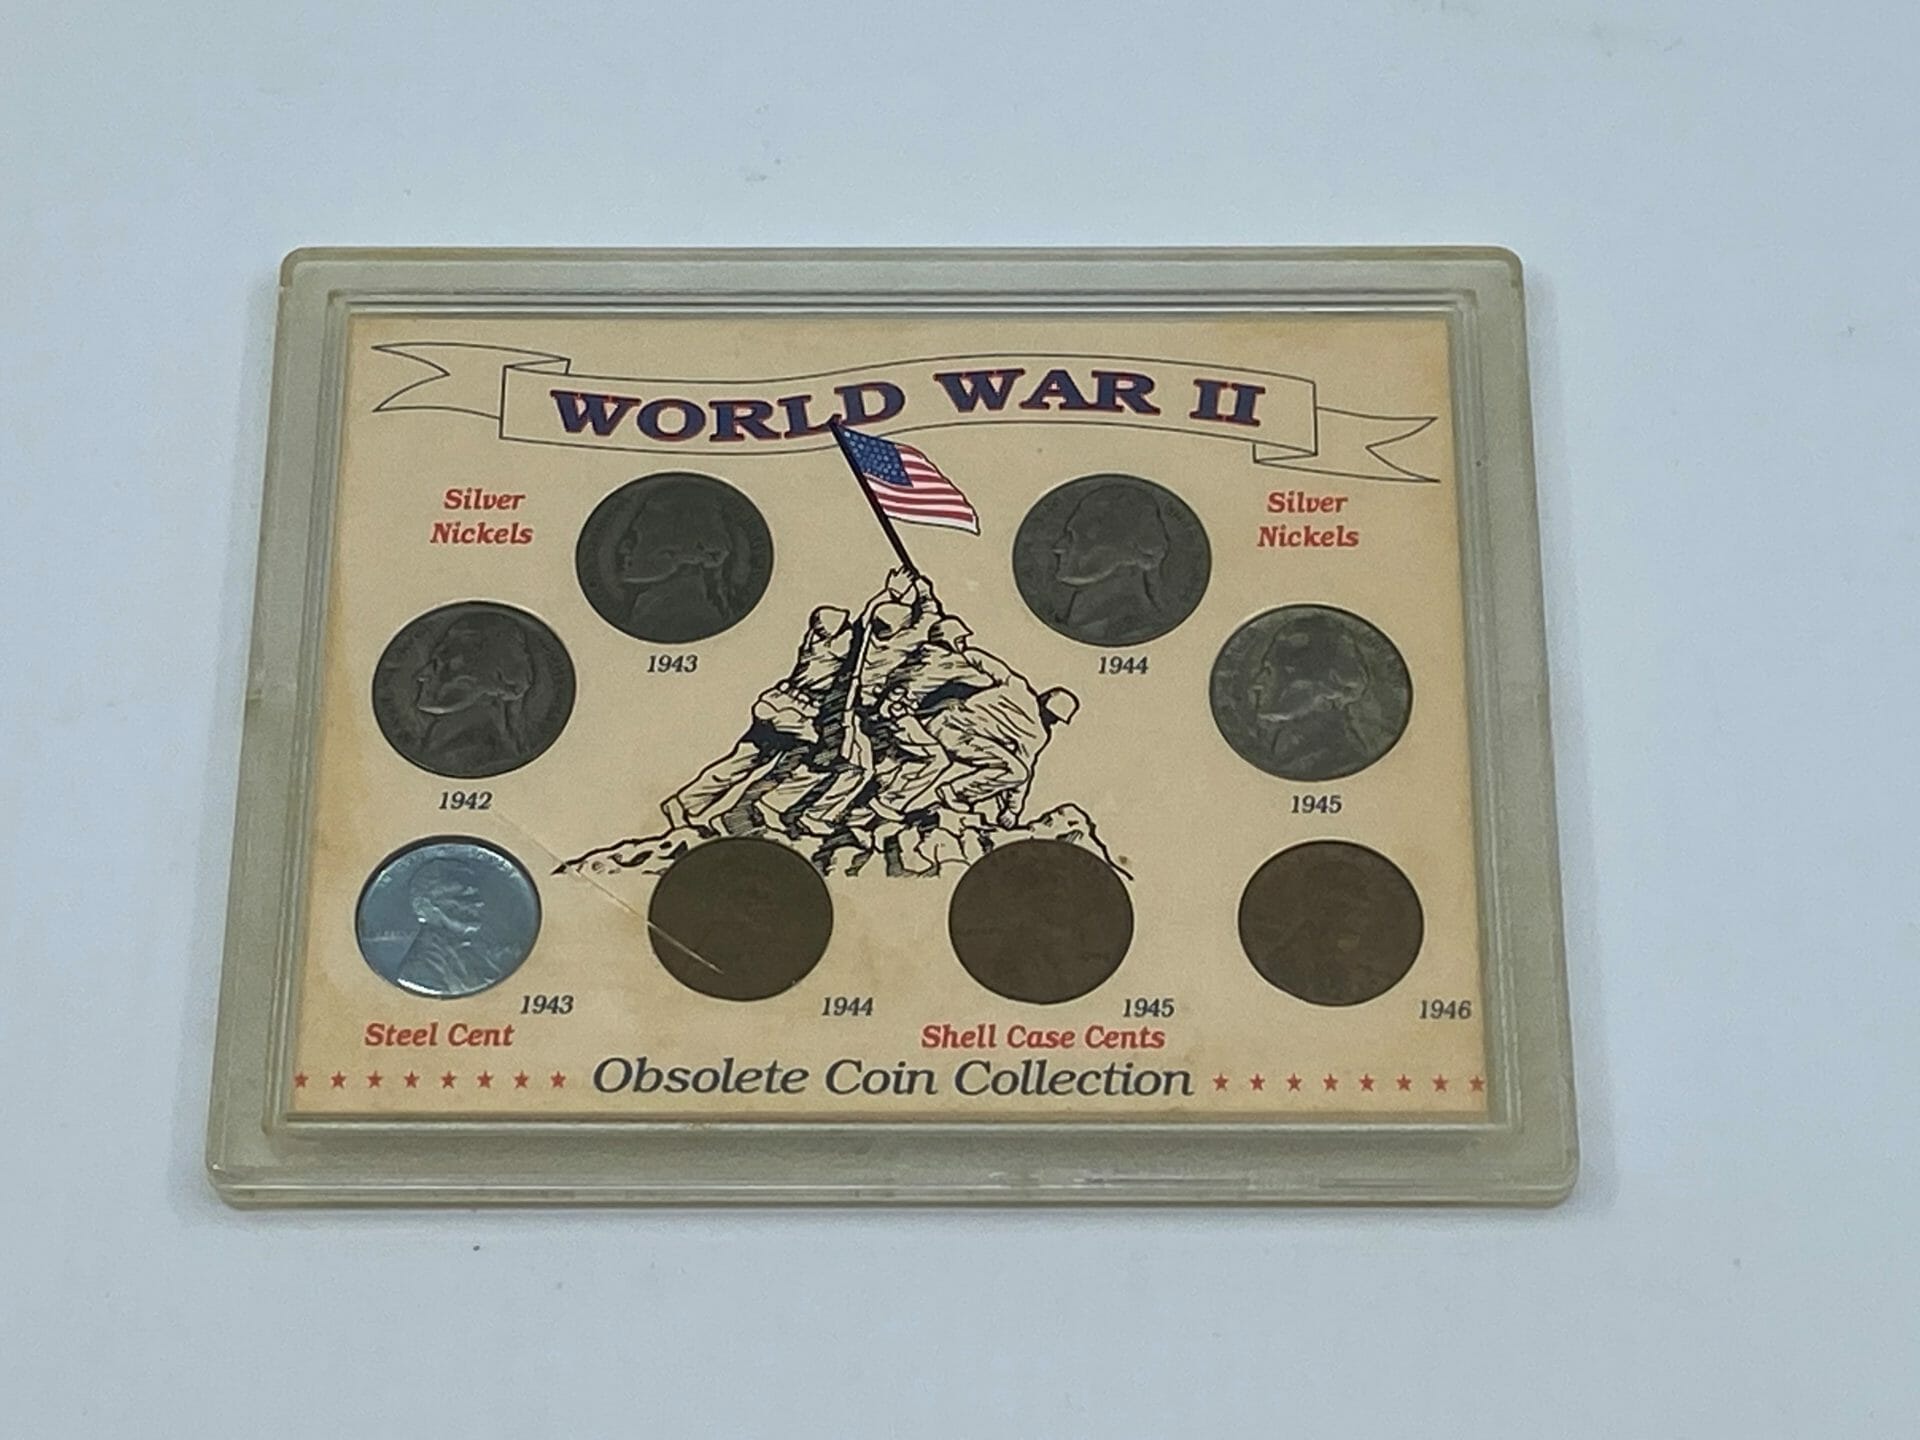 WORLD WAR II
Silver
Nickels
Silver
Nickels
1943
1944
1942
1945
1943
1944
1945
1946
Steel Cent
Shell Case Cents
Obsolete Coin Collection